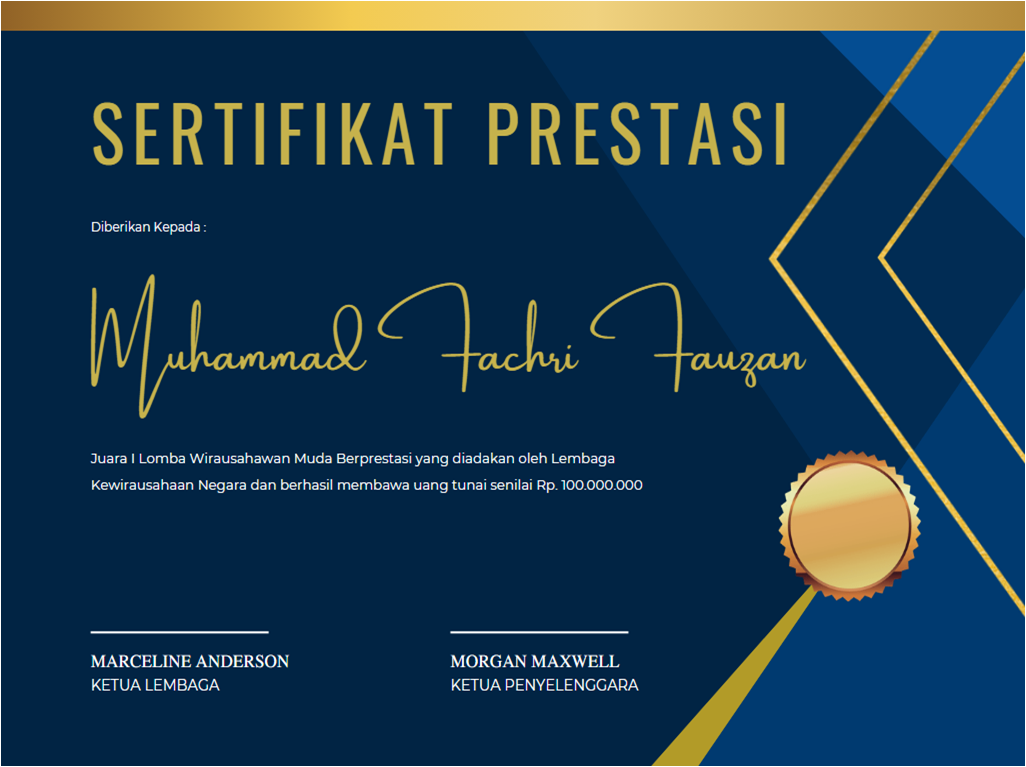 SERTIFIKAT PRESTASI
Diberikan Kepada :
Muhammad Fachri Fauzan
Juara I Lomba Wirausahawan Muda Berprestasi yang diadakan oleh Lembaga
Kewirausahaan Negara dan berhasil membawa uang tunai senilai Rp. 100.000.000
MARCELINE ANDERSON
KETUA LEMBAGA
MORGAN MAXWELL
KETUA PENYELENGGARA